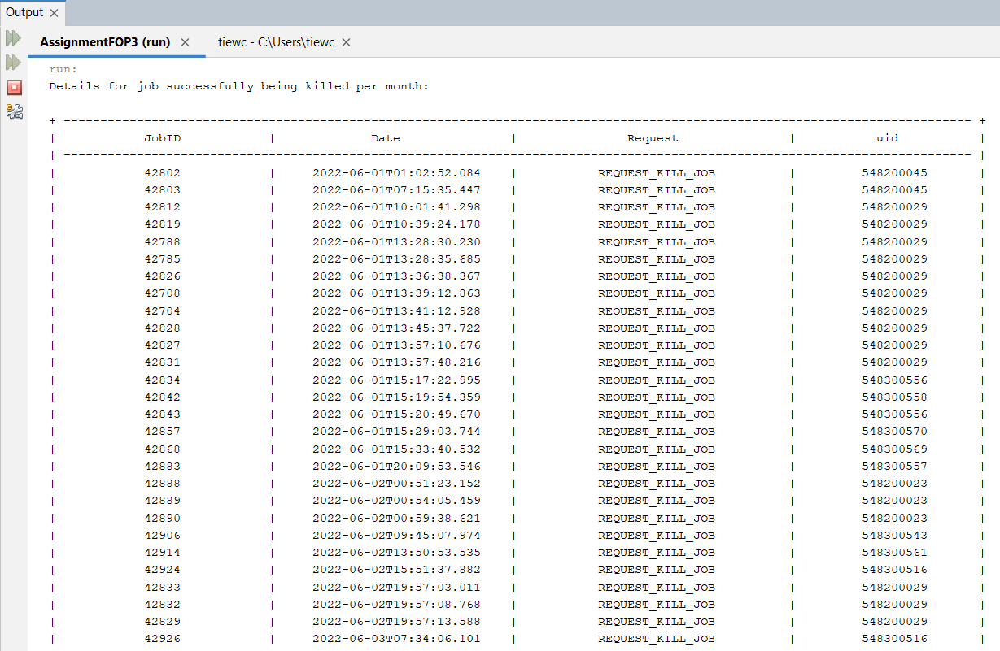 Output
AssignmentFOP3 (run) tiewc - C:\Users\tiewc
run:
Details for job successfully being killed per month:
+ ---------------------------------------------------------------------------------------------------------------------------- +
| JobID | Date | Request | uid |
| ---------------------------------------------------------------------------------------------------------------------------- |
| 42802 | 2022-06-01T01:02:52.084 | REQUEST_KILL_JOB | 548200045 |
| 42803 | 2022-06-01T07:15:35.447 | REQUEST_KILL_JOB | 548200045 |
| 42812 | 2022-06-01T10:01:41.298 | REQUEST_KILL_JOB | 548200029 |
| 42819 | 2022-06-01T10:39:24.178 | REQUEST_KILL_JOB | 548200029 |
| 42788 | 2022-06-01T13:28:30.230 | REQUEST_KILL_JOB | 548200029 |
| 42785 | 2022-06-01T13:28:35.685 | REQUEST_KILL_JOB | 548200029 |
| 42826 | 2022-06-01T13:36:38.367 | REQUEST_KILL_JOB | 548200029 |
| 42708 | 2022-06-01T13:39:12.863 | REQUEST_KILL_JOB | 548200029 |
| 42704 | 2022-06-01T13:41:12.928 | REQUEST_KILL_JOB | 548200029 |
| 42828 | 2022-06-01T13:45:37.722 | REQUEST_KILL_JOB | 548200029 |
| 42827 | 2022-06-01T13:57:10.676 | REQUEST_KILL_JOB | 548200029 |
| 42831 | 2022-06-01T13:57:48.216 | REQUEST_KILL_JOB | 548200029 |
| 42834 | 2022-06-01T15:17:22.995 | REQUEST_KILL_JOB | 548300556 |
| 42842 | 2022-06-01T15:19:54.359 | REQUEST_KILL_JOB | 548300558 |
| 42843 | 2022-06-01T15:20:49.670 | REQUEST_KILL_JOB | 548300556 |
| 42857 | 2022-06-01T15:29:03.744 | REQUEST_KILL_JOB | 548300570 |
| 42868 | 2022-06-01T15:33:40.532 | REQUEST_KILL_JOB | 548300569 |
| 42883 | 2022-06-01T20:09:53.546 | REQUEST_KILL_JOB | 548300557 |
| 42888 | 2022-06-02T00:51:23.152 | REQUEST_KILL_JOB | 548200023 |
| 42889 | 2022-06-02T00:54:05.459 | REQUEST_KILL_JOB | 548200023 |
| 42890 | 2022-06-02T00:59:38.621 | REQUEST_KILL_JOB | 548200023 |
| 42906 | 2022-06-02T09:45:07.974 | REQUEST_KILL_JOB | 548300543 |
| 42914 | 2022-06-02T13:50:53.535 | REQUEST_KILL_JOB | 548300561 |
| 42924 | 2022-06-02T15:51:37.882 | REQUEST_KILL_JOB | 548300516 |
| 42833 | 2022-06-02T19:57:03.011 | REQUEST_KILL_JOB | 548200029 |
| 42832 | 2022-06-02T19:57:08.768 | REQUEST_KILL_JOB | 548200029 |
| 42829 | 2022-06-02T19:57:13.588 | REQUEST_KILL_JOB | 548200029 |
| 42926 | 2022-06-03T07:34:06.101 | REQUEST_KILL_JOB | 548300516 |